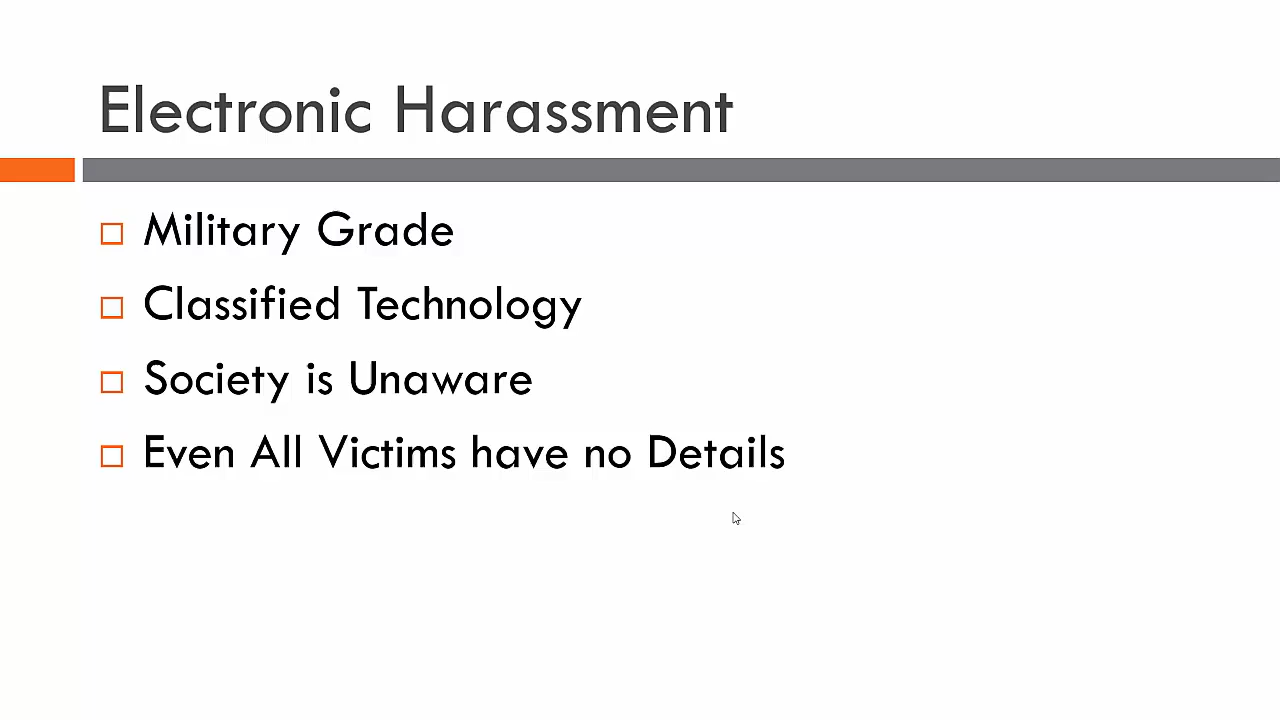 Electronic Harassment
Military Grade
Classified Technology
Society is Unaware
Even All Victims have no Details